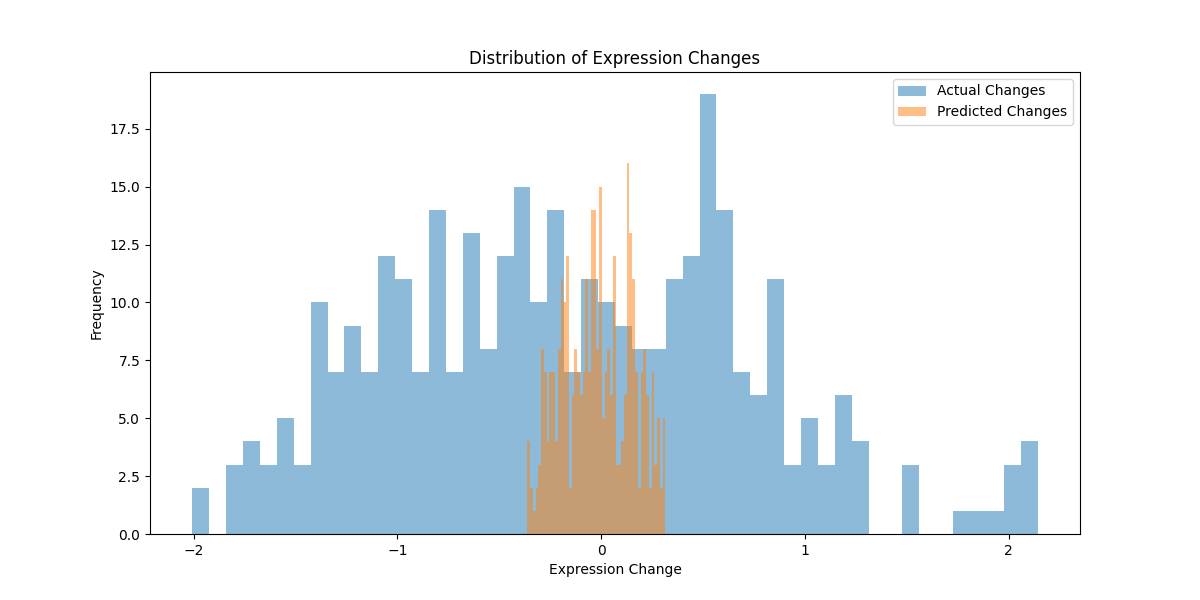 Distribution of Expression Changes
Actual Changes
Predicted Changes
Frequency
17.5
15.0
12.5
10.0
7.5
5.0
2.5
0.0
−2
−1
0
1
2
Expression Change